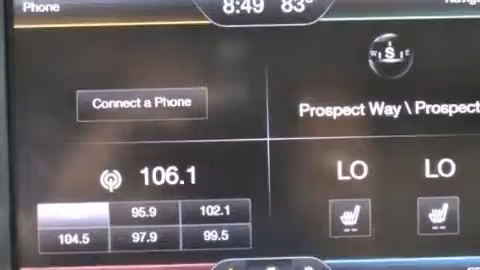 Phone 8:49 83°
W S E
Connect a Phone
Prospect Way \ Prospect
106.1
LO LO
95.9 102.1
104.5 97.9 99.5